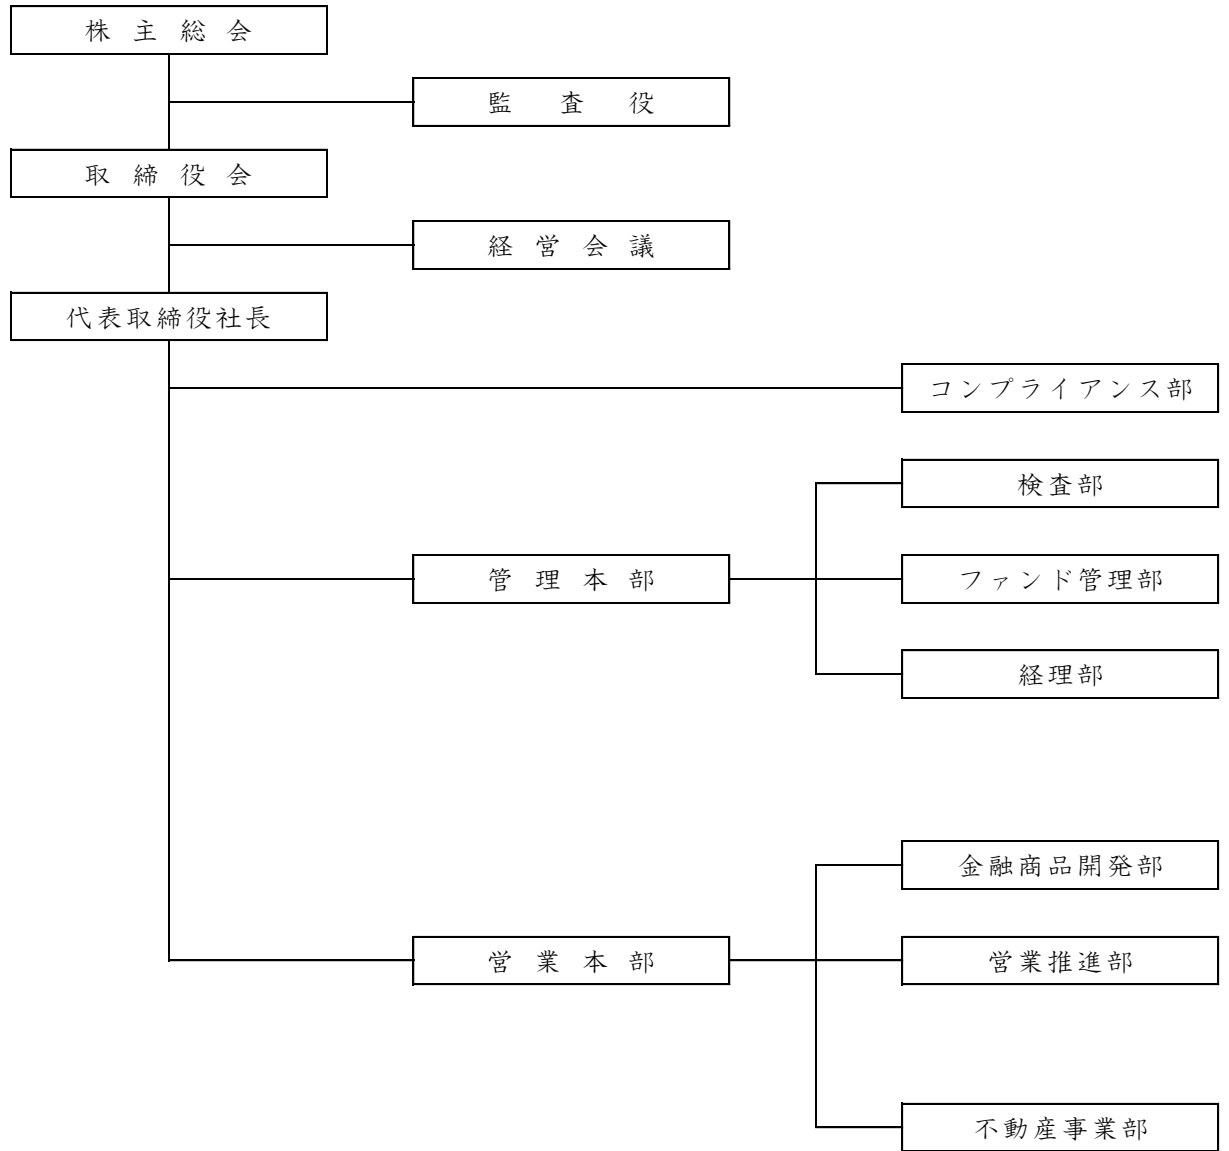 株主総会
監査役
取締役会
経営会議
代表取締役社長
コンプライアンス部
検査部
管理本部
ファンド管理部
経理部
金融商品開発部
営業本部
営業推進部
不動産事業部